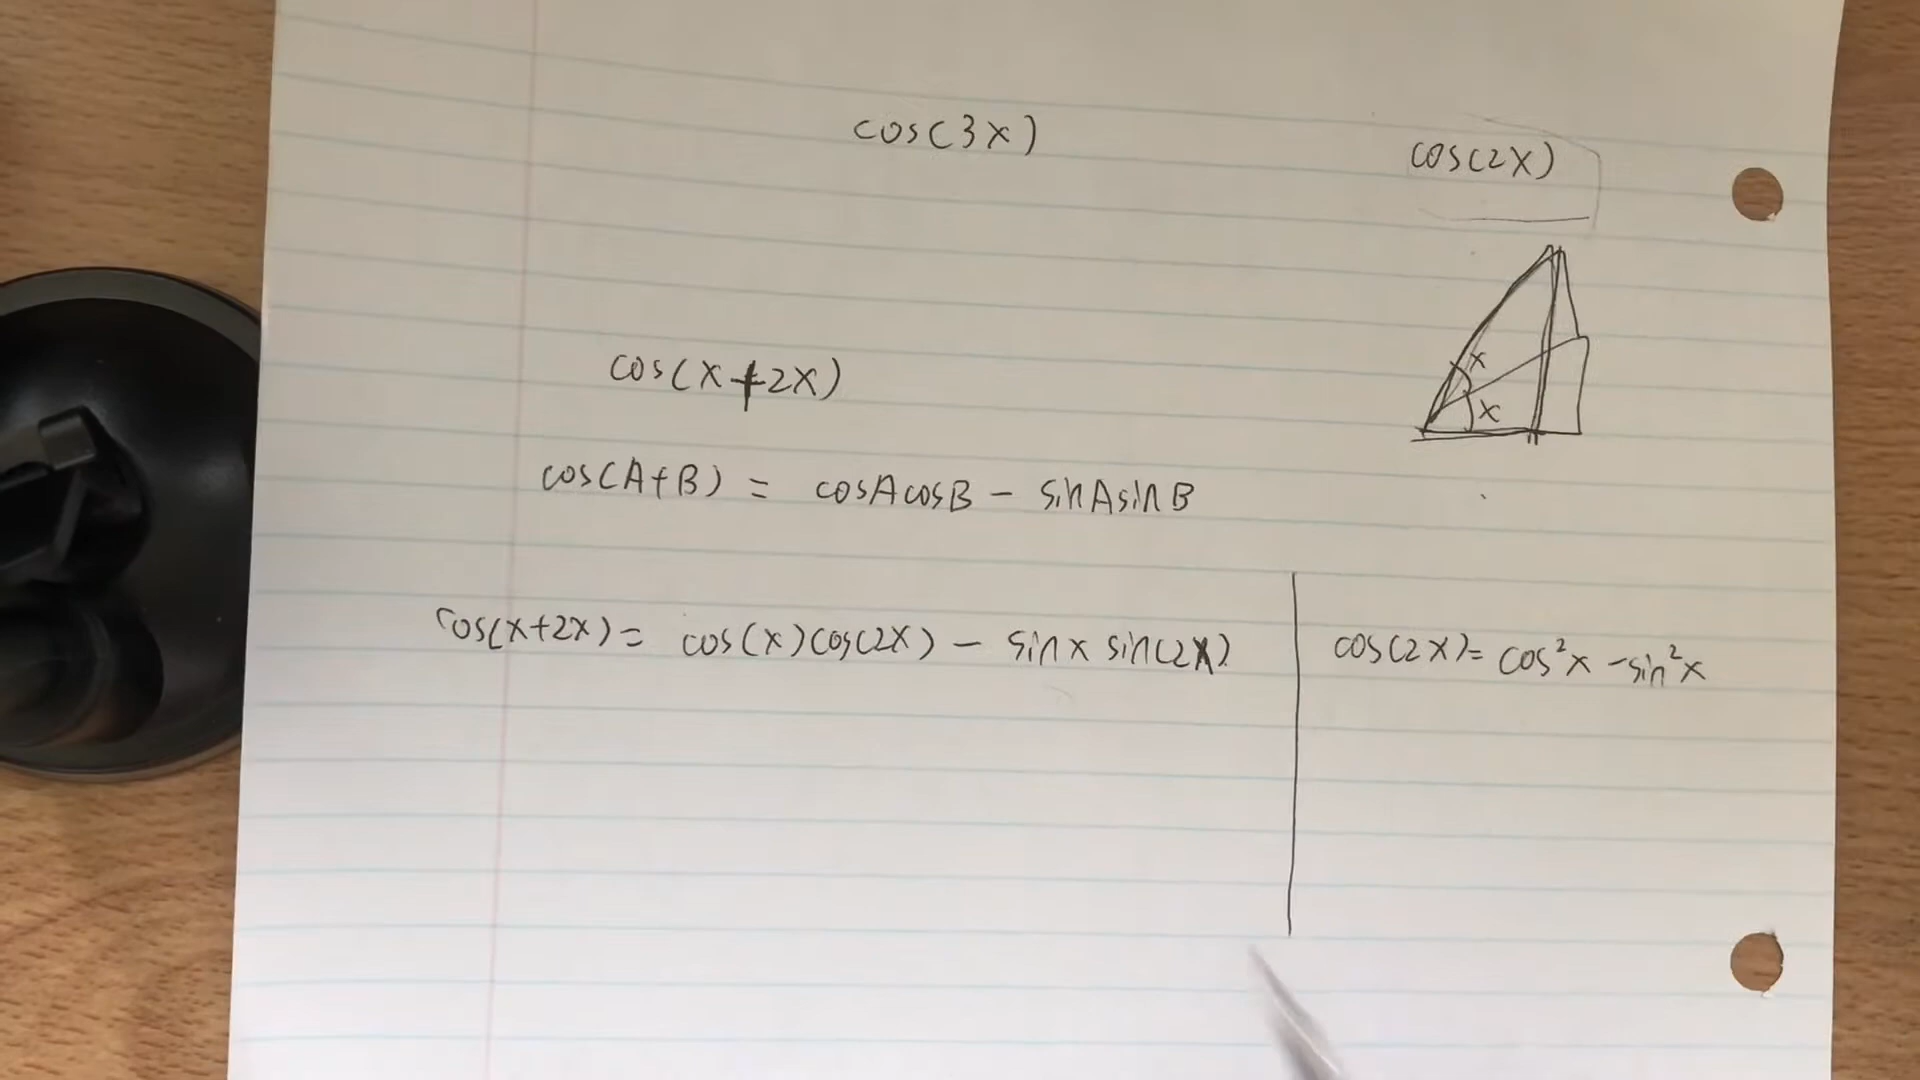 cos(3x)
cos(2x)
x
x
cos(x+2x)
cos(A+B) = cosAcosB - sinAsinB
cos(x+2x) = cos(x)cos(2x) - sinx sin(2x)
cos(2x) = cos²x - sin²x